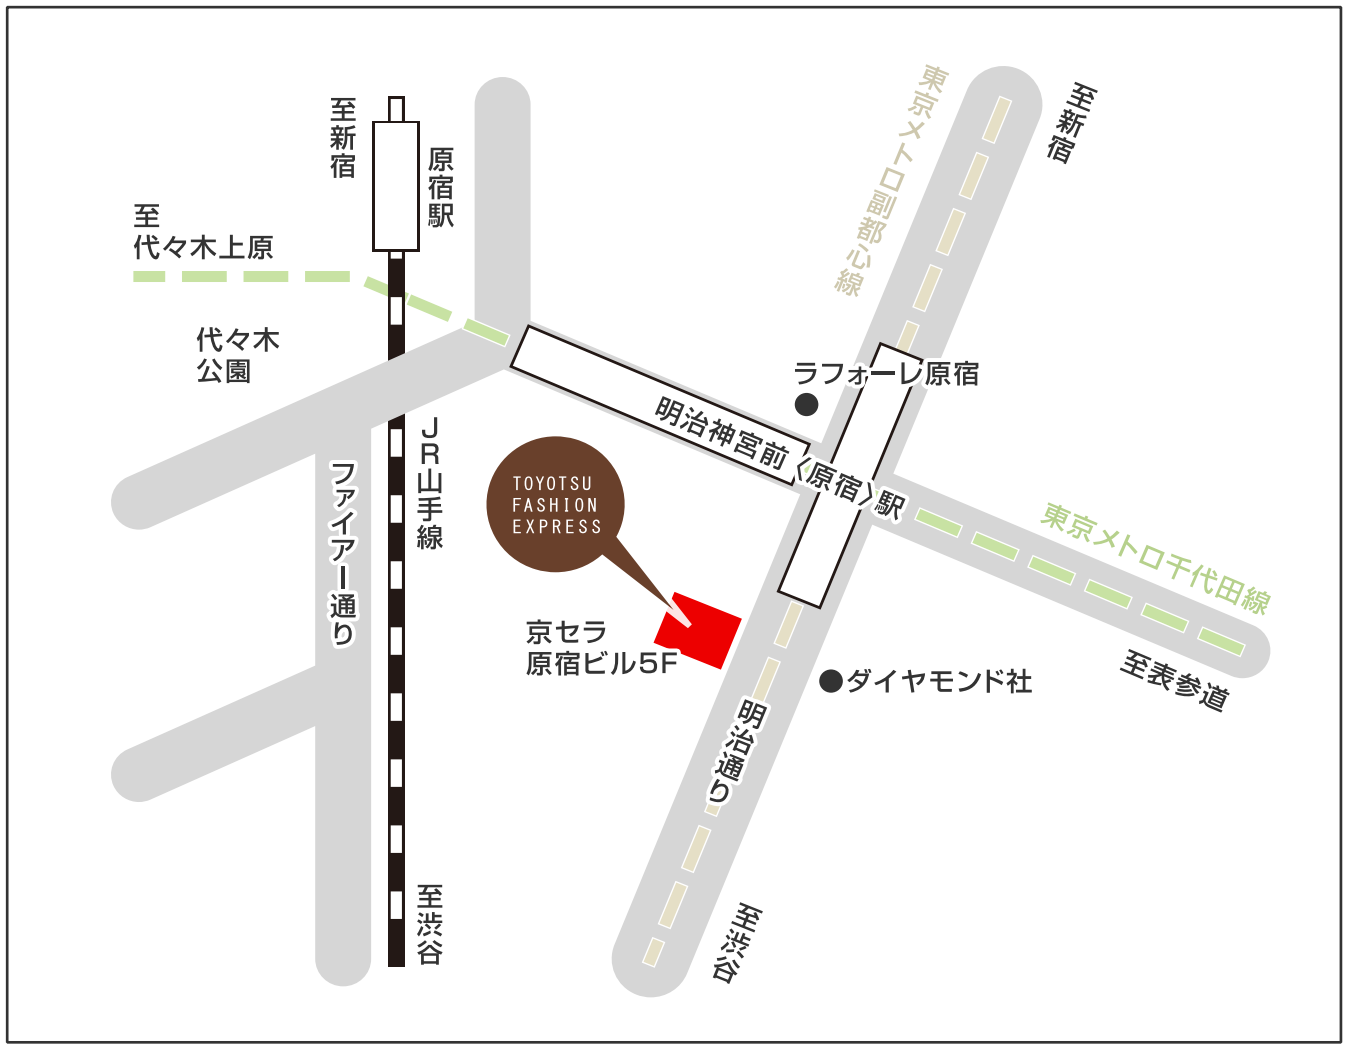 至新宿
原宿駅
至
代々木上原
代々木
公園
東京メトロ副都心線
至新宿
ラフォーレ原宿
明治神宮前〈原宿〉駅
JR山手線
ファイアー通り
TOYOTSU
FASHION
EXPRESS
東京メトロ千代田線
至表参道
京セラ
原宿ビル5F
ダイヤモンド社
明治通り
至渋谷
至渋谷